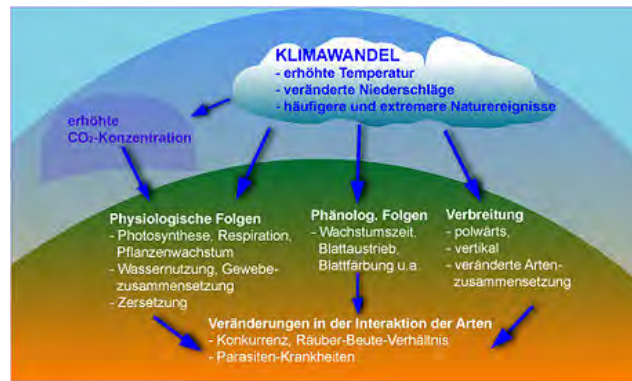 KLIMAWANDEL
- erhöhte Temperatur
- veränderte Niederschläge
- häufigere und extremere Naturereignisse
erhöhte
CO₂-Konzentration
Physiologische Folgen
- Photosynthese, Respiration,
Pflanzenwachstum
- Wassernutzung, Gewebe-
zusammensetzung
- Zersetzung
Phänolog. Folgen
- Wachstumszeit,
Blattaustrieb,
Blattfärbung u.a.
Verbreitung
- polwärts,
- vertikal
- veränderte Arten-
zusammensetzung
Veränderungen in der Interaktion der Arten
- Konkurrenz, Räuber-Beute-Verhältnis
- Parasiten-Krankheiten